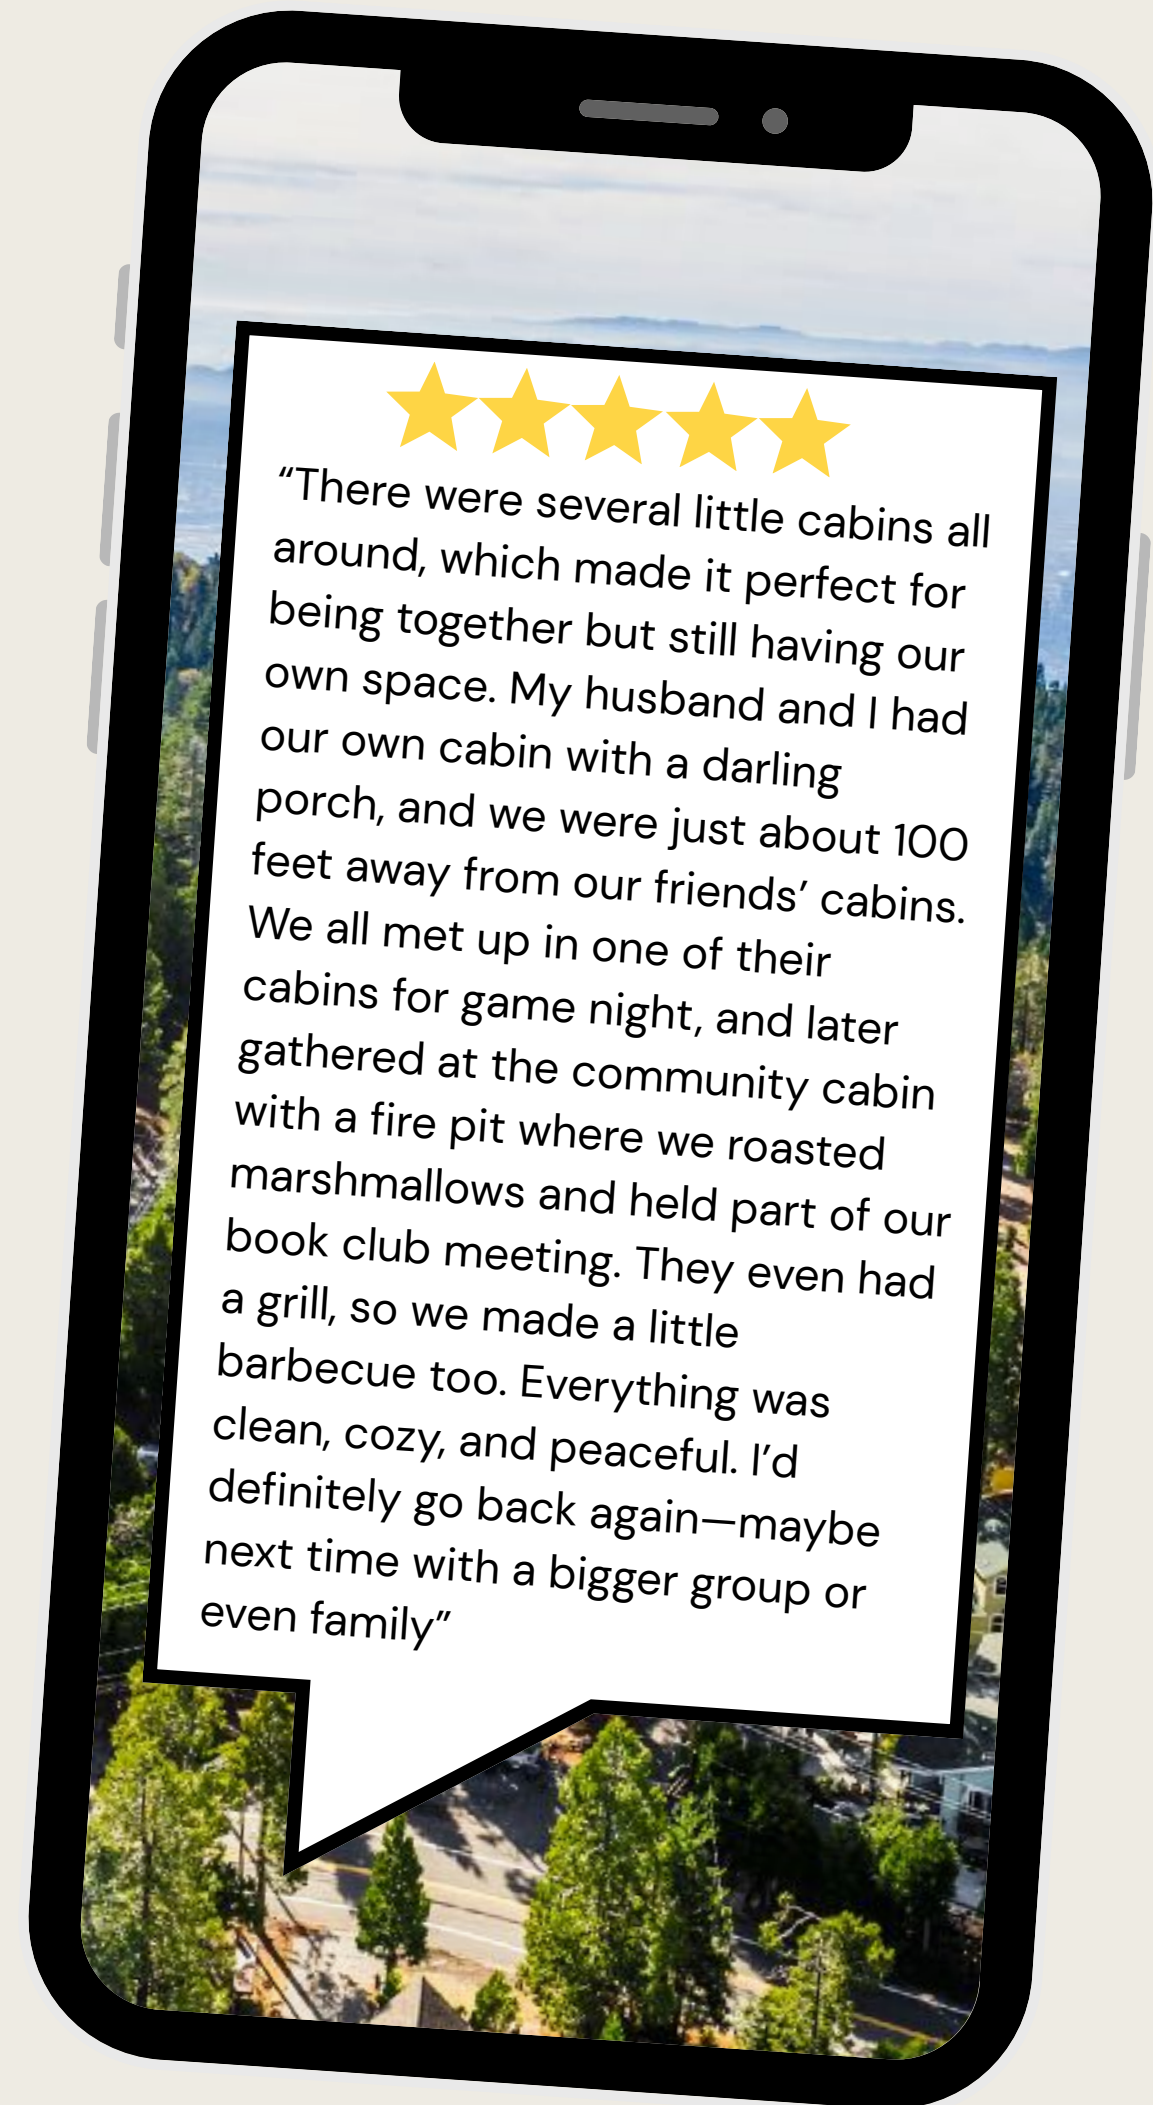 “There were several little cabins all
around, which made it perfect for
being together but still having our
own space. My husband and I had
our own cabin with a darling
porch, and we were just about 100
feet away from our friends’ cabins.
We all met up in one of their
cabins for game night, and later
gathered at the community cabin
with a fire pit where we roasted
marshmallows and held part of our
book club meeting. They even had
a grill, so we made a little
barbecue too. Everything was
clean, cozy, and peaceful. I’d
definitely go back again—maybe
next time with a bigger group or
even family”